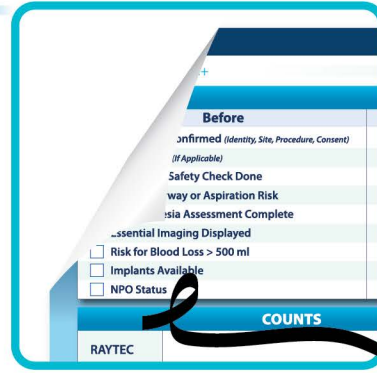 Before
onfirmed (Identity, Site, Procedure, Consent)
(If Applicable)
Safety Check Done
way or Aspiration Risk
sia Assessment Complete
ssential Imaging Displayed
Risk for Blood Loss > 500 ml
Implants Available
NPO Status
COUNTS
RAYTEC